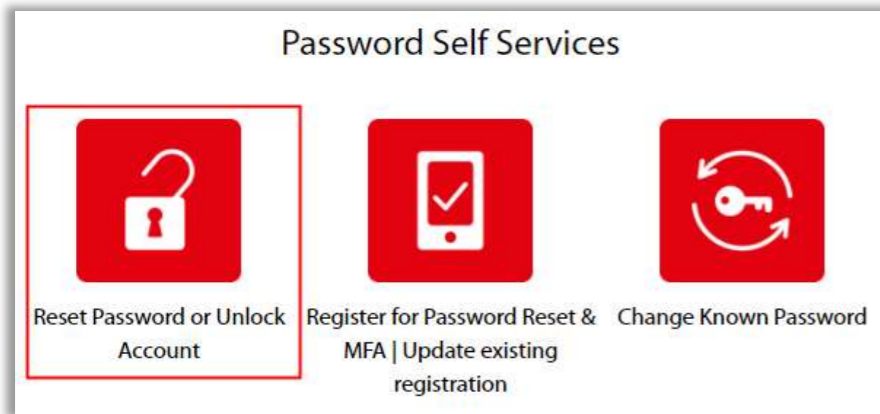 Password Self Services
Reset Password or Unlock
Account
Register for Password Reset &
MFA | Update existing
registration
Change Known Password